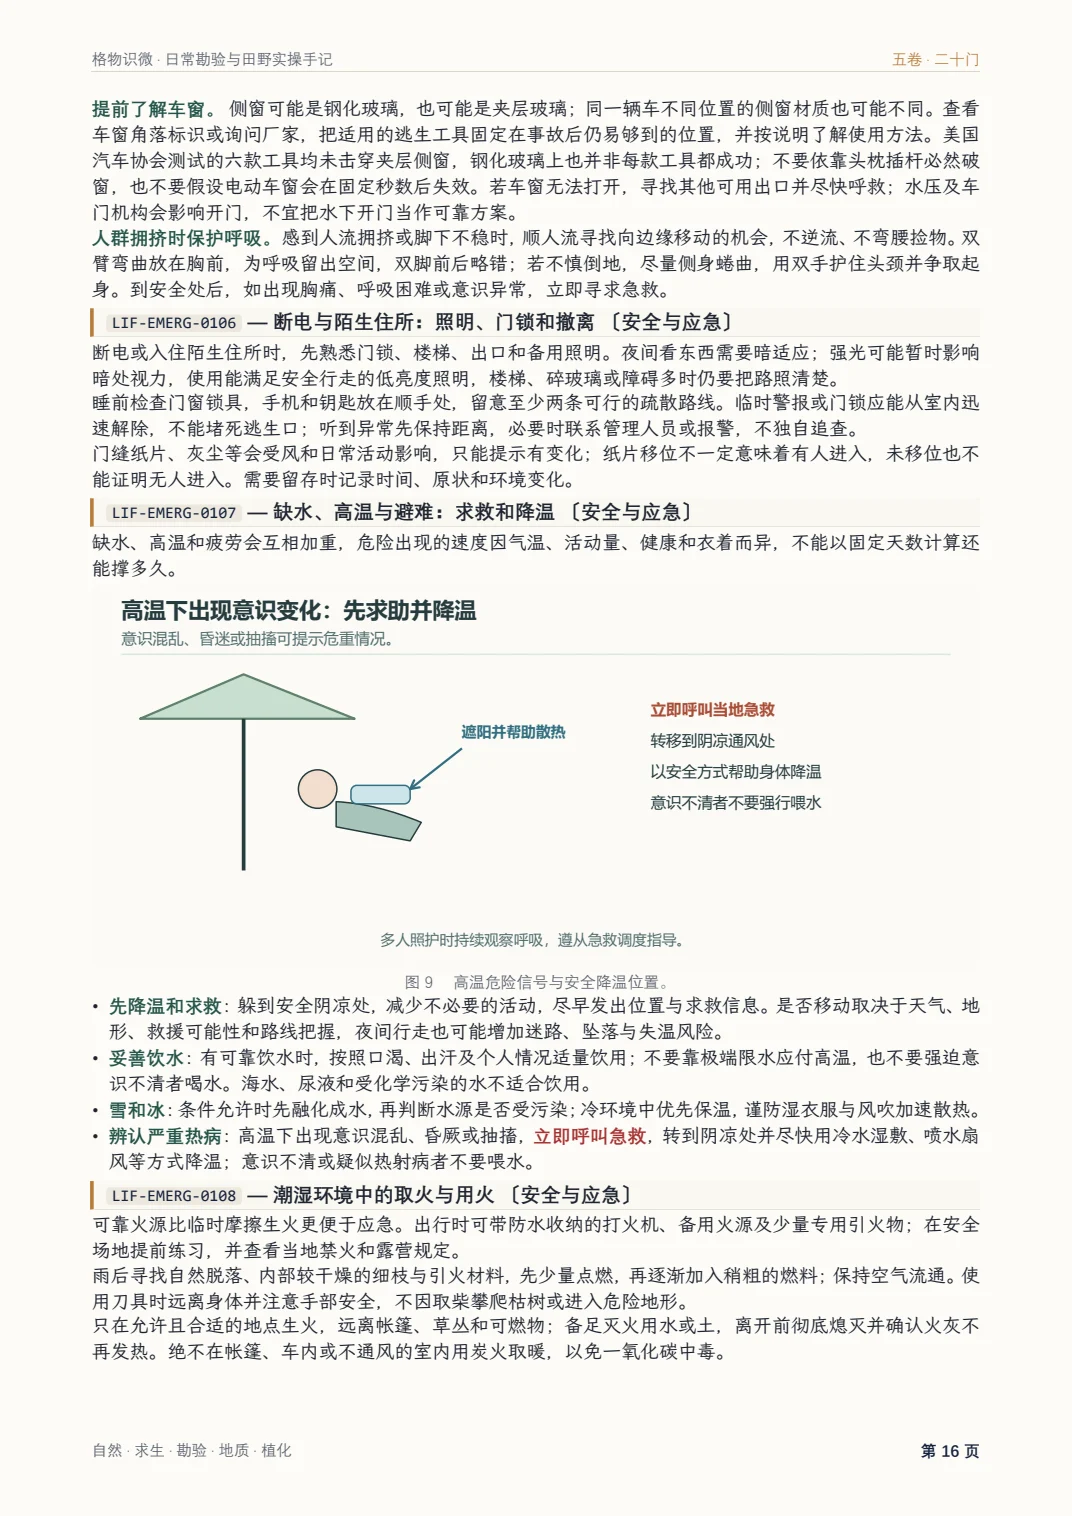 格物识微 · 日常勘验与田野实操手记
五卷 · 二十门
提前了解车窗。 侧窗可能是钢化玻璃，也可能是夹层玻璃；同一辆车不同位置的侧窗材质也可能不同。查看
车窗角落标识或询问厂家，把适用的逃生工具固定在事故后仍易够到的位置，并按说明了解使用方法。美国
汽车协会测试的六款工具均未击穿夹层侧窗，钢化玻璃上也并非每款工具都成功；不要依靠头枕插杆必然破
窗，也不要假设电动车窗会在固定秒数后失效。若车窗无法打开，寻找其他可用出口并尽快呼救；水压及车
门机构会影响开门，不宜把水下开门当作可靠方案。
人群拥挤时保护呼吸。感到人流拥挤或脚下不稳时，顺人流寻找向边缘移动的机会，不逆流、不弯腰捡物。双
臂弯曲放在胸前，为呼吸留出空间，双脚前后略错；若不慎倒地，尽量侧身蜷曲，用双手护住头颈并争取起
身。到安全处后，如出现胸痛、呼吸困难或意识异常，立即寻求急救。
LIF-EMERG-0106 — 断电与陌生住所：照明、门锁和撤离 〔安全与应急〕
断电或入住陌生住所时，先熟悉门锁、楼梯、出口和备用照明。夜间看东西需要暗适应；强光可能暂时影响
暗处视力，使用能满足安全行走的低亮度照明，楼梯、碎玻璃或障碍多时仍要把路照清楚。
睡前检查门窗锁具，手机和钥匙放在顺手处，留意至少两条可行的疏散路线。临时警报或门锁应能从室内迅
速解除，不能堵死逃生口；听到异常先保持距离，必要时联系管理人员或报警，不独自追查。
门缝纸片、灰尘等会受风和日常活动影响，只能提示有变化；纸片移位不一定意味着有人进入，未移位也不
能证明无人进入。需要留存时记录时间、原状和环境变化。
LIF-EMERG-0107 — 缺水、高温与避难：求救和降温 〔安全与应急〕
缺水、高温和疲劳会互相加重，危险出现的速度因气温、活动量、健康和衣着而异，不能以固定天数计算还
能撑多久。
高温下出现意识变化：先求助并降温
意识混乱、昏迷或抽搐可提示危重情况。
遮阳并帮助散热
立即呼叫当地急救
转移到阴凉通风处
以安全方式帮助身体降温
意识不清者不要强行喂水
多人照护时持续观察呼吸，遵从急救调度指导。
图 9 高温危险信号与安全降温位置。
• 先降温和求救：躲到安全阴凉处，减少不必要的活动，尽早发出位置与求救信息。是否移动取决于天气、地
形、救援可能性和路线把握，夜间行走也可能增加迷路、坠落与失温风险。
• 妥善饮水：有可靠饮水时，按照口渴、出汗及个人情况适量饮用；不要靠极端限水应付高温，也不要强迫意
识不清者喝水。海水、尿液和受化学污染的水不适合饮用。
• 雪和冰：条件允许时先融化成水，再判断水源是否受污染；冷环境中优先保温，谨防湿衣服与风吹加速散热。
• 辨认严重热病：高温下出现意识混乱、昏厥或抽搐，立即呼叫急救，转到阴凉处并尽快用冷水湿敷、喷水扇
风等方式降温；意识不清或疑似热射病者不要喂水。
LIF-EMERG-0108 — 潮湿环境中的取火与用火 〔安全与应急〕
可靠火源比临时摩擦生火更便于应急。出行时可带防水收纳的打火机、备用火源及少量专用引火物；在安全
场地提前练习，并查看当地禁火和露营规定。
雨后寻找自然脱落、内部较干燥的细枝与引火材料，先少量点燃，再逐渐加入稍粗的燃料；保持空气流通。使
用刀具时远离身体并注意手部安全，不因取柴攀爬枯树或进入危险地形。
只在允许且合适的地点生火，远离帐篷、草丛和可燃物；备足灭火用水或土，离开前彻底熄灭并确认火灰不
再发热。绝不在帐篷、车内或不通风的室内用炭火取暖，以免一氧化碳中毒。
自然 · 求生 · 勘验 · 地质 · 植化
第 16 页